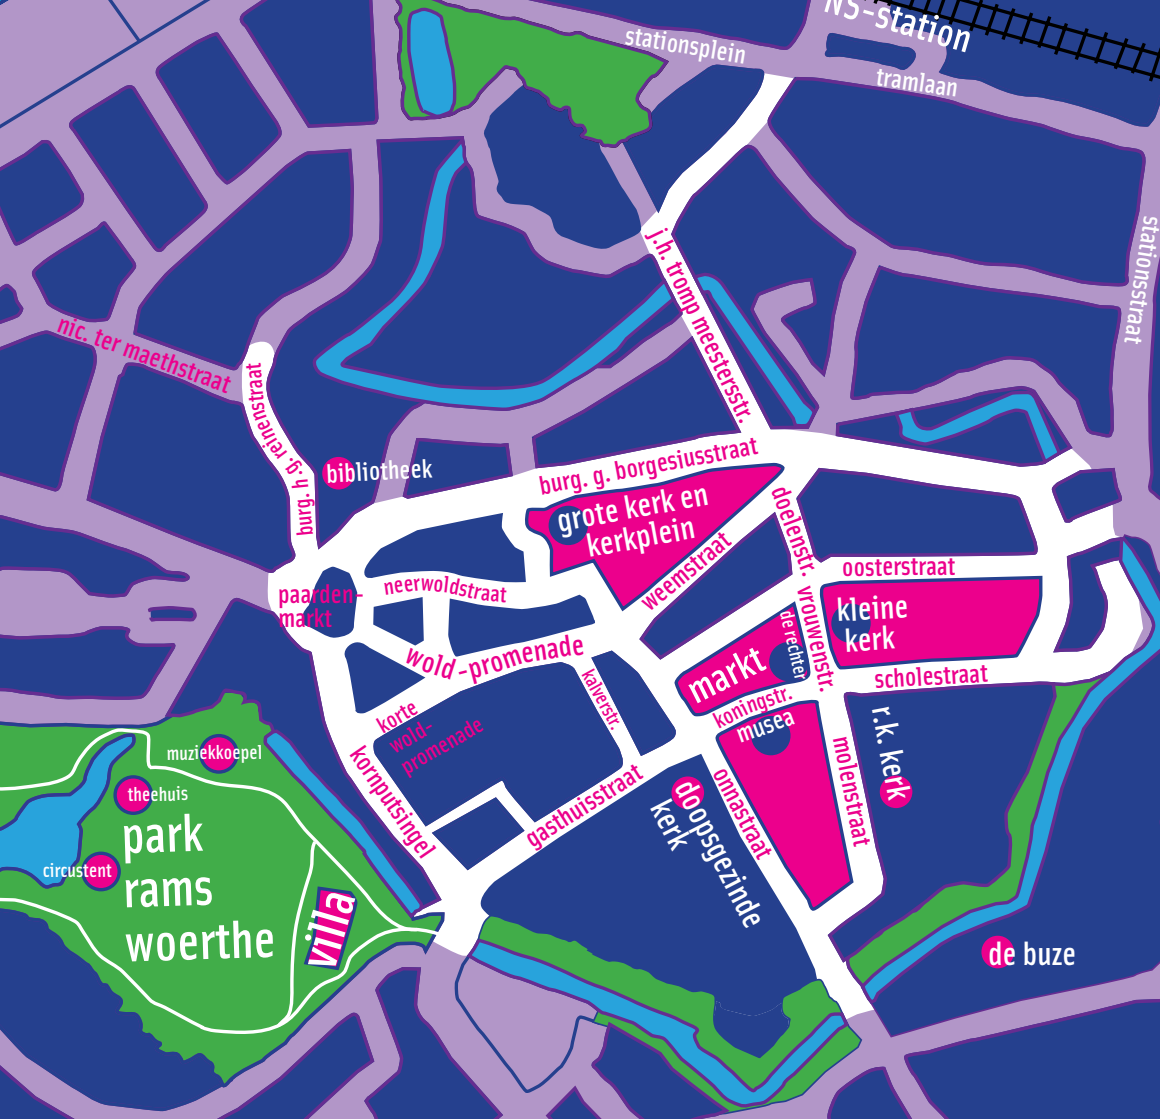 NS-station
stationsplein
tramlaan
stationsstraat
j.h. tromp meestersstr.
nic. ter maethstraat
burg. h.g. reinenstraat
bibliotheek
burg. g. borgesiusstraat
grote kerk en
kerkplein
doelenstr.
weemstraat
oosterstraat
neerwoldstraat
paarden-
markt
kleine
kerk
vrouwenstr.
de rechter
wold-promenade
markt
scholestraat
kalverstr.
koningstr.
musea
korte
wold-
promenade
r.k. kerk
molenstraat
kornputsingel
gasthuisstraat
onnastraat
doopsgezinde
kerk
muziekkoepel
theehuis
park
rams
woerthe
circustent
villa
de buze